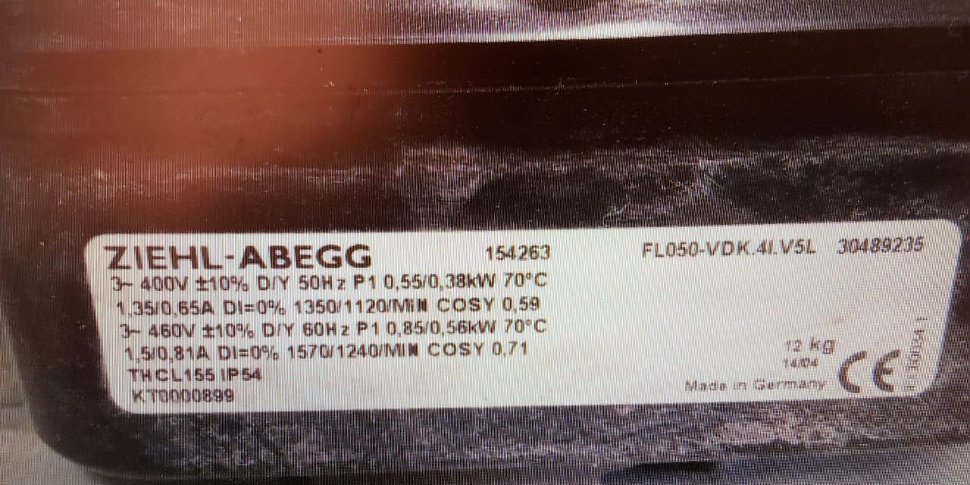 ZIEHL-ABEGG 154263 FL050-VDK.4I.V5L 30489235
3~ 400V ±10% D/Y 50Hz P1 0,55/0,38kW 70°C
1,35/0,65A DI=0% 1350/1120/MIN COSY 0,59
3~ 460V ±10% D/Y 60Hz P1 0,85/0,56kW 70°C
1,5/0,81A DI=0% 1570/1240/MIN COSY 0,71
THCL155 IP54
KT0000899
12 kg
14/04
Made in Germany CE